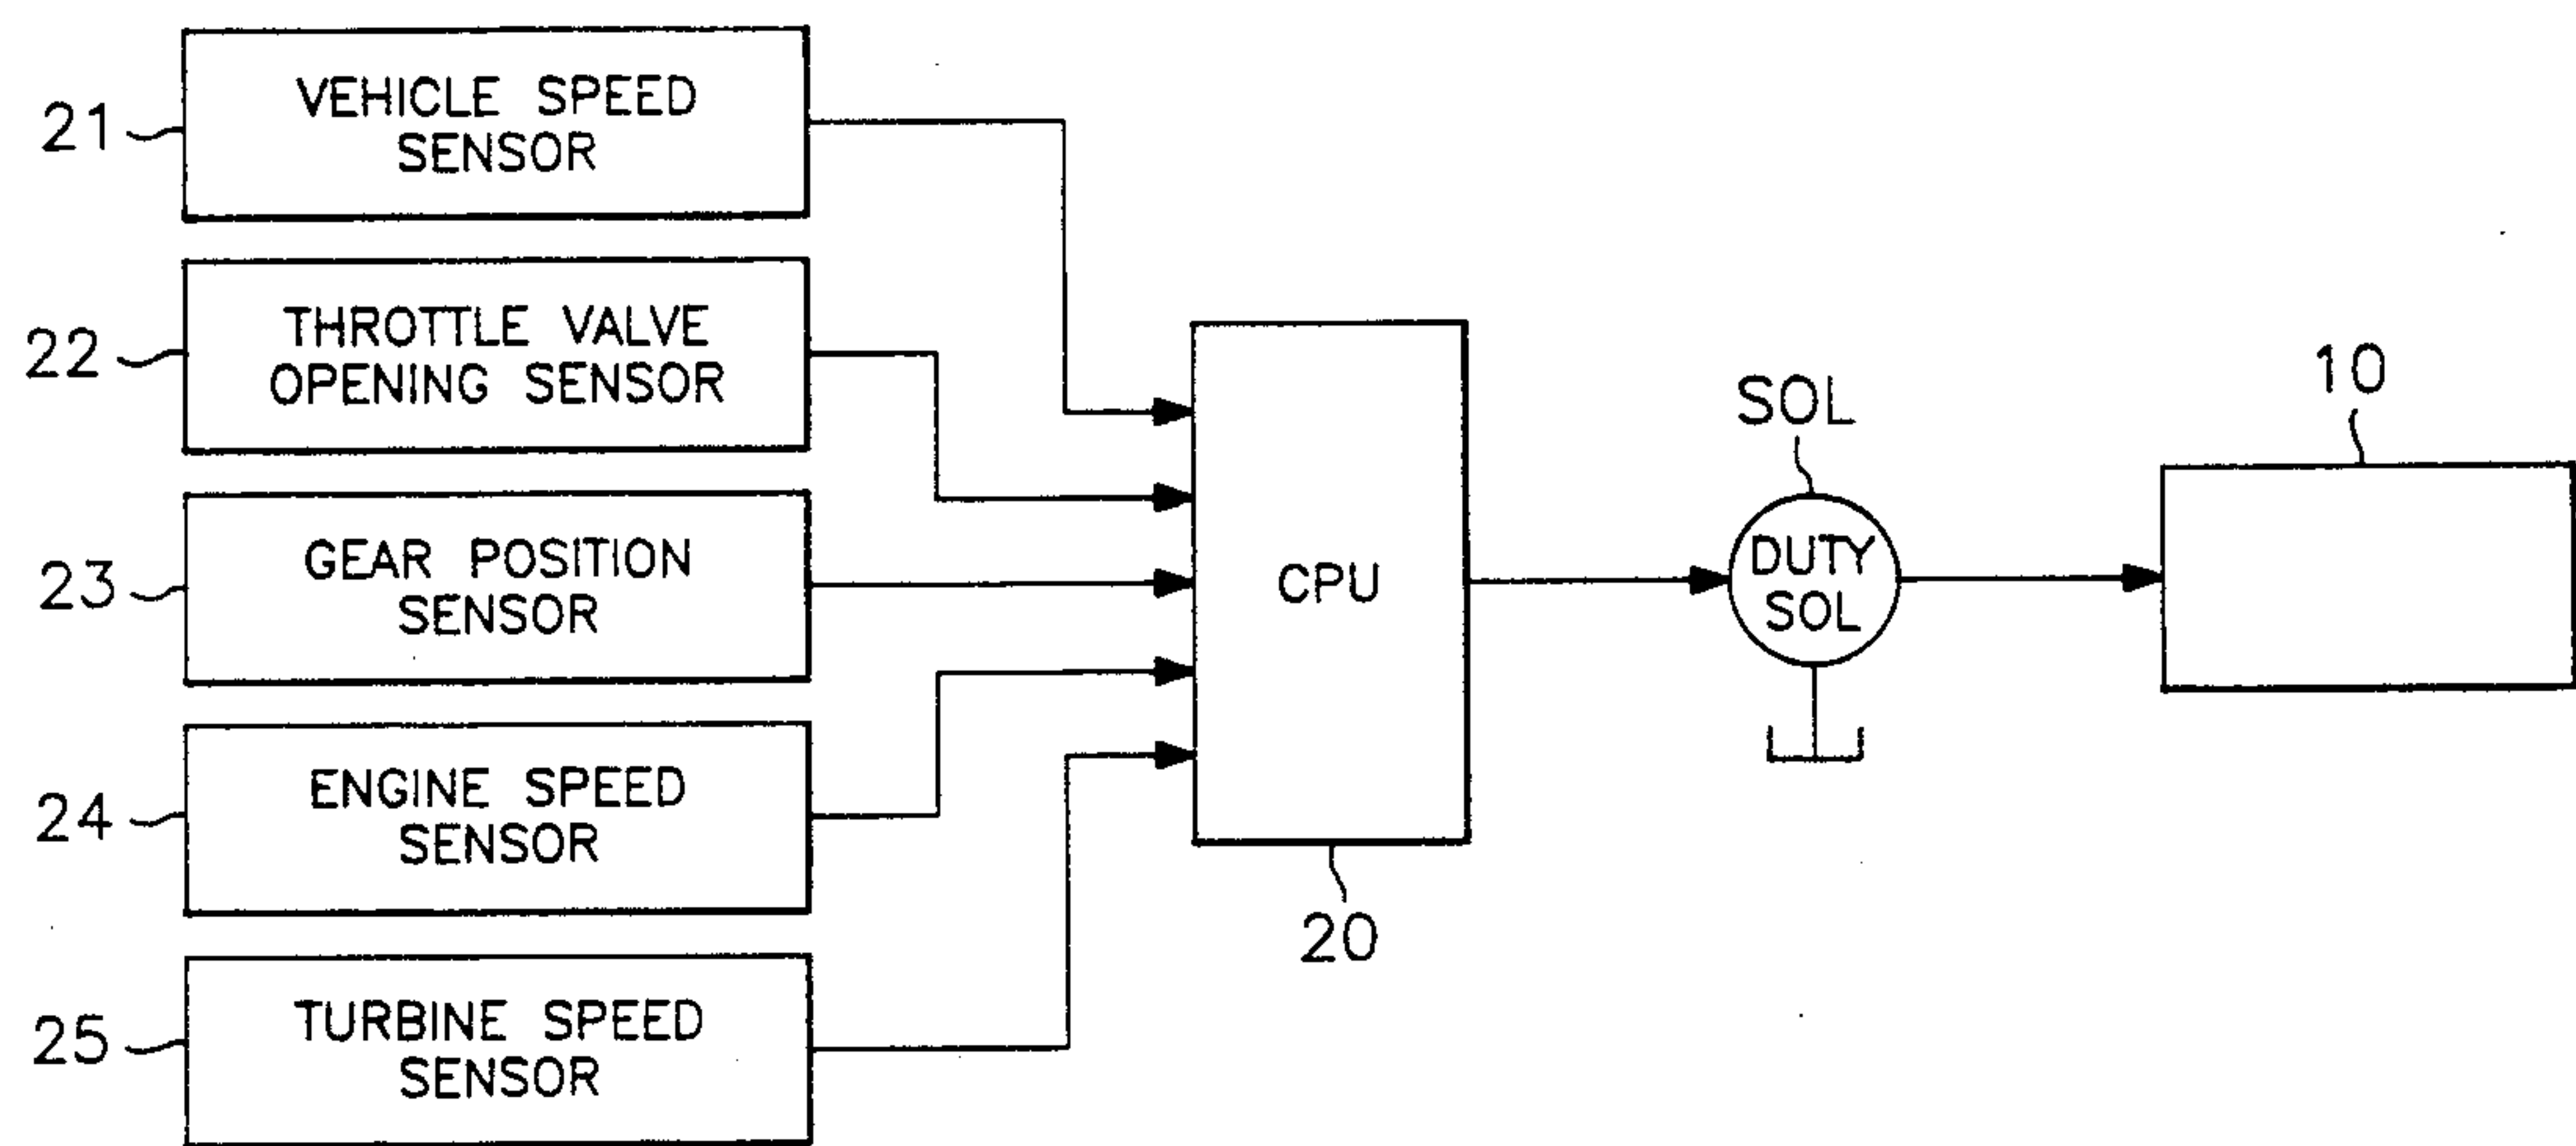 21
VEHICLE SPEED
SENSOR
22
THROTTLE VALVE
OPENING SENSOR
23
GEAR POSITION
SENSOR
24
ENGINE SPEED
SENSOR
25
TURBINE SPEED
SENSOR
CPU
20
SOL
DUTY
SOL
10